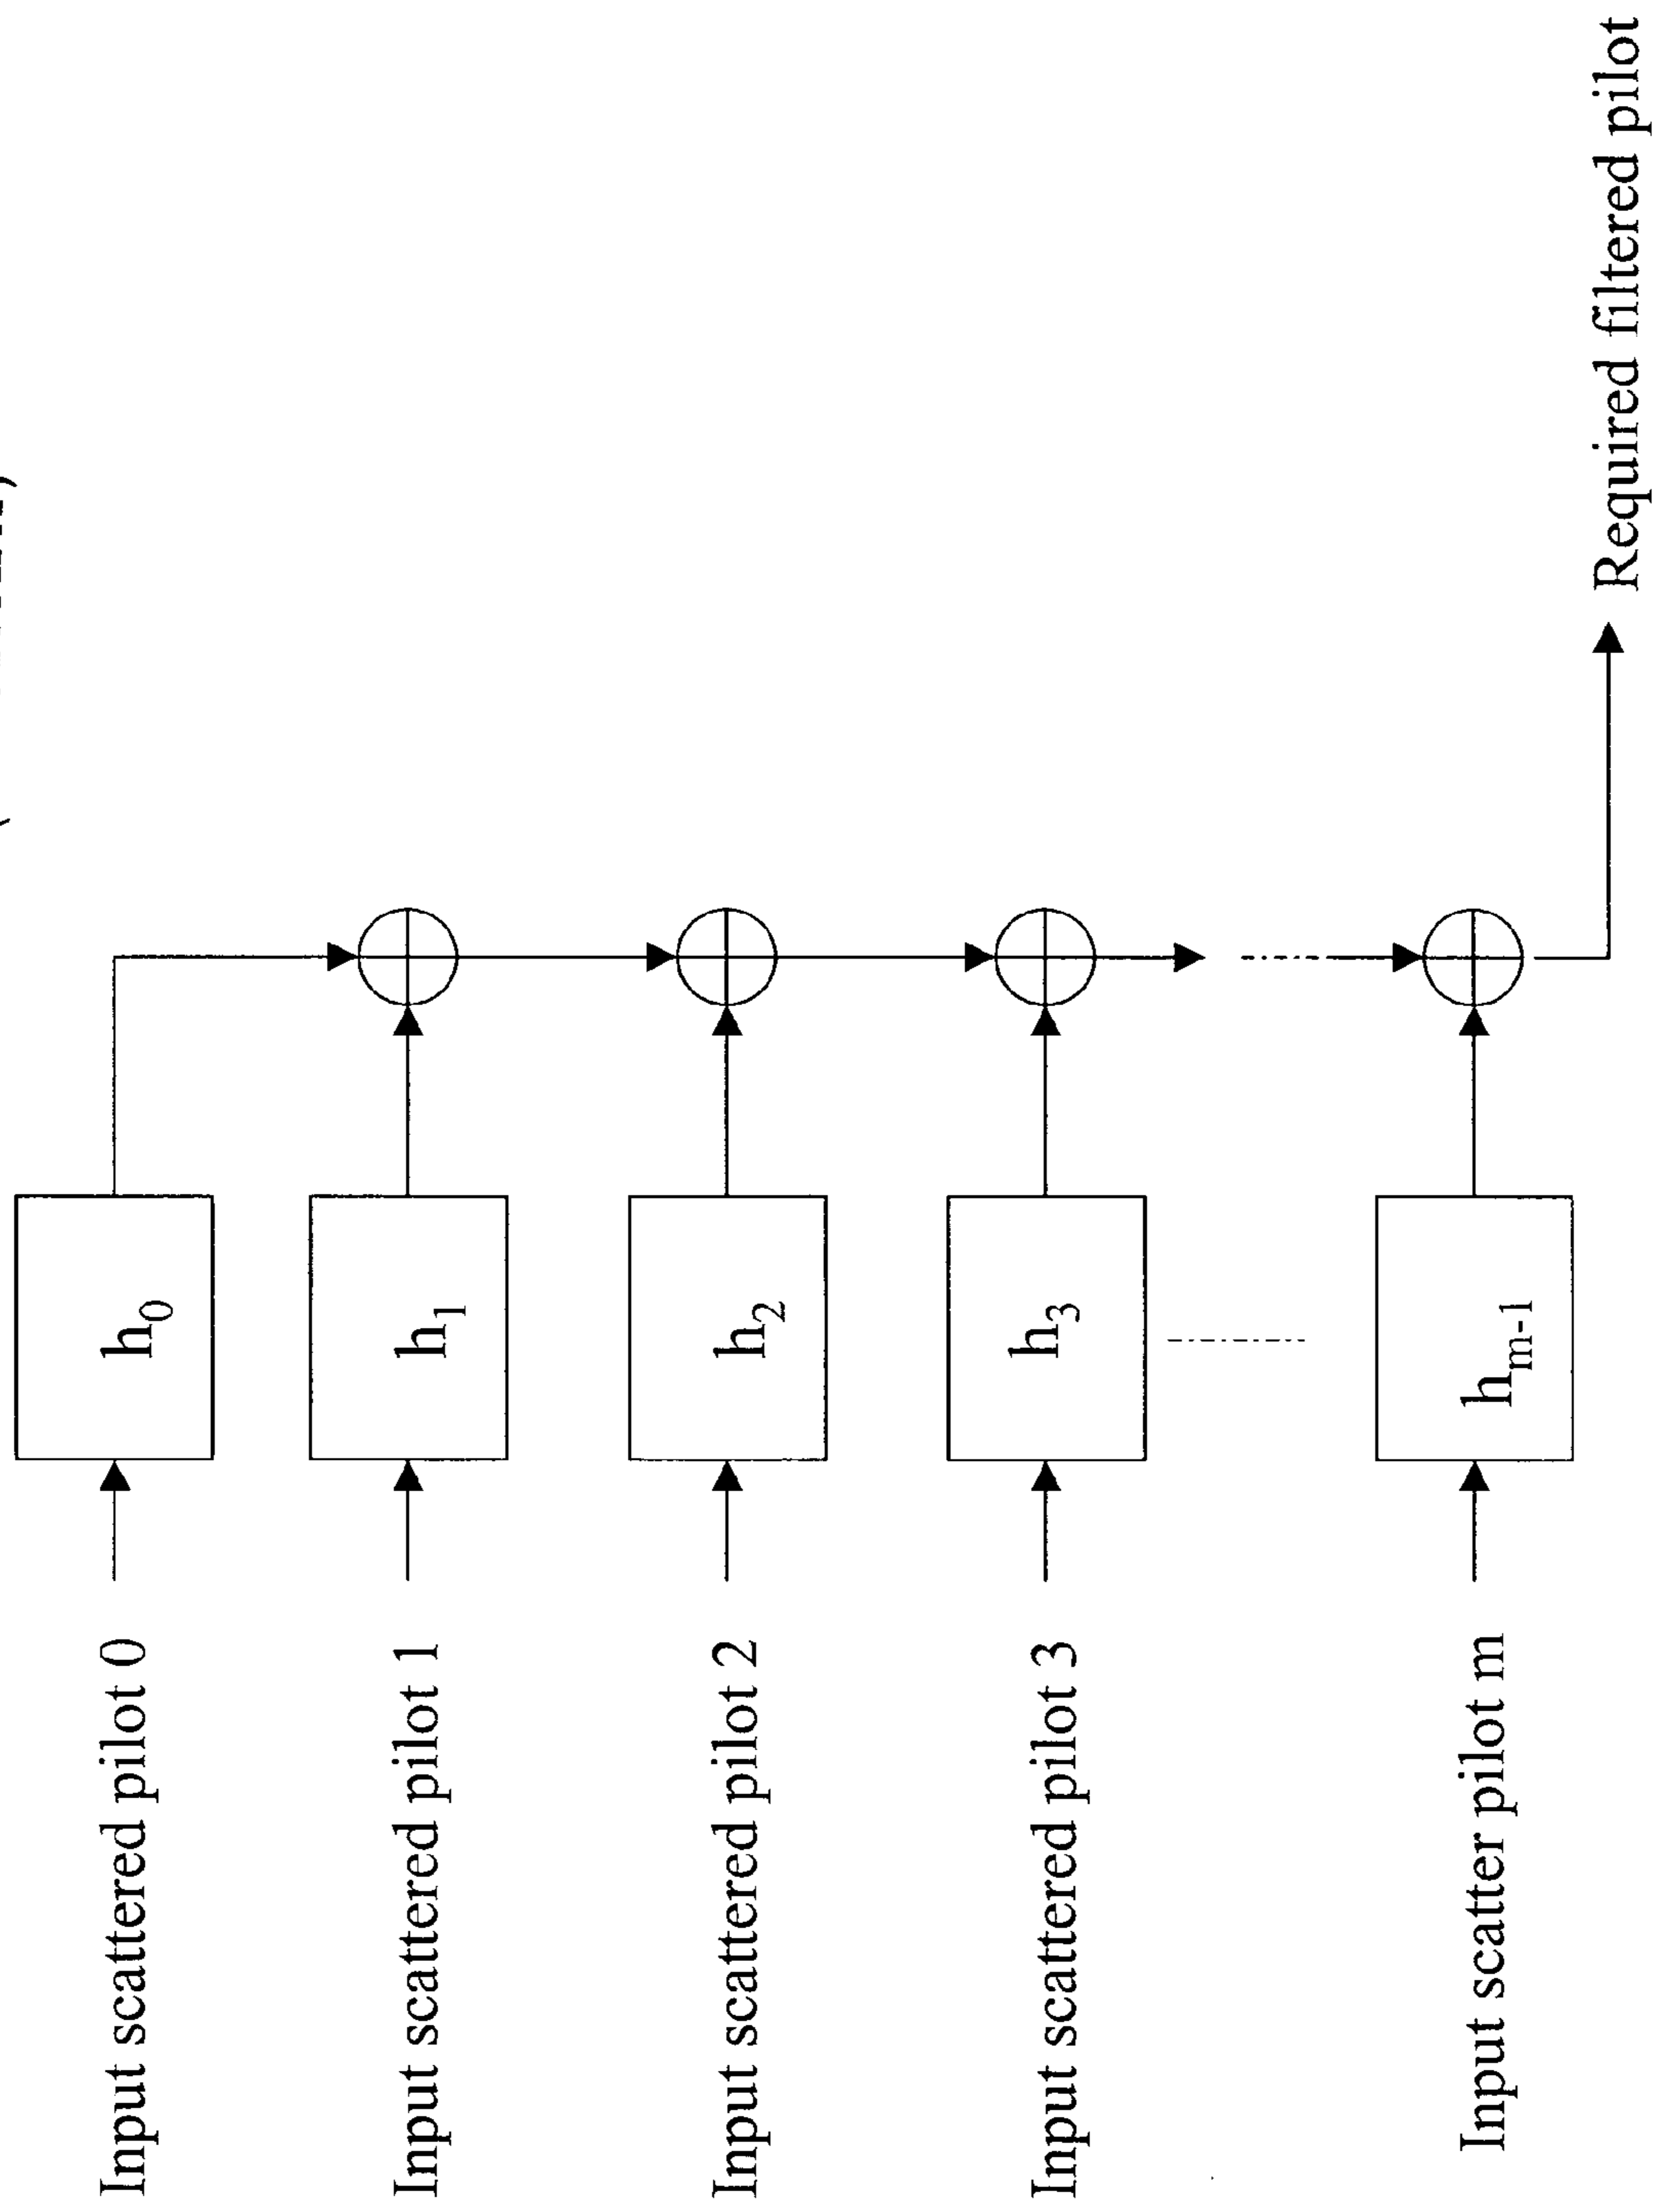 Input scattered pilot 0
h0
Input scattered pilot 1
h1
Input scattered pilot 2
h2
Input scattered pilot 3
h3
Input scatter pilot m
hm-1
Required filtered pilot